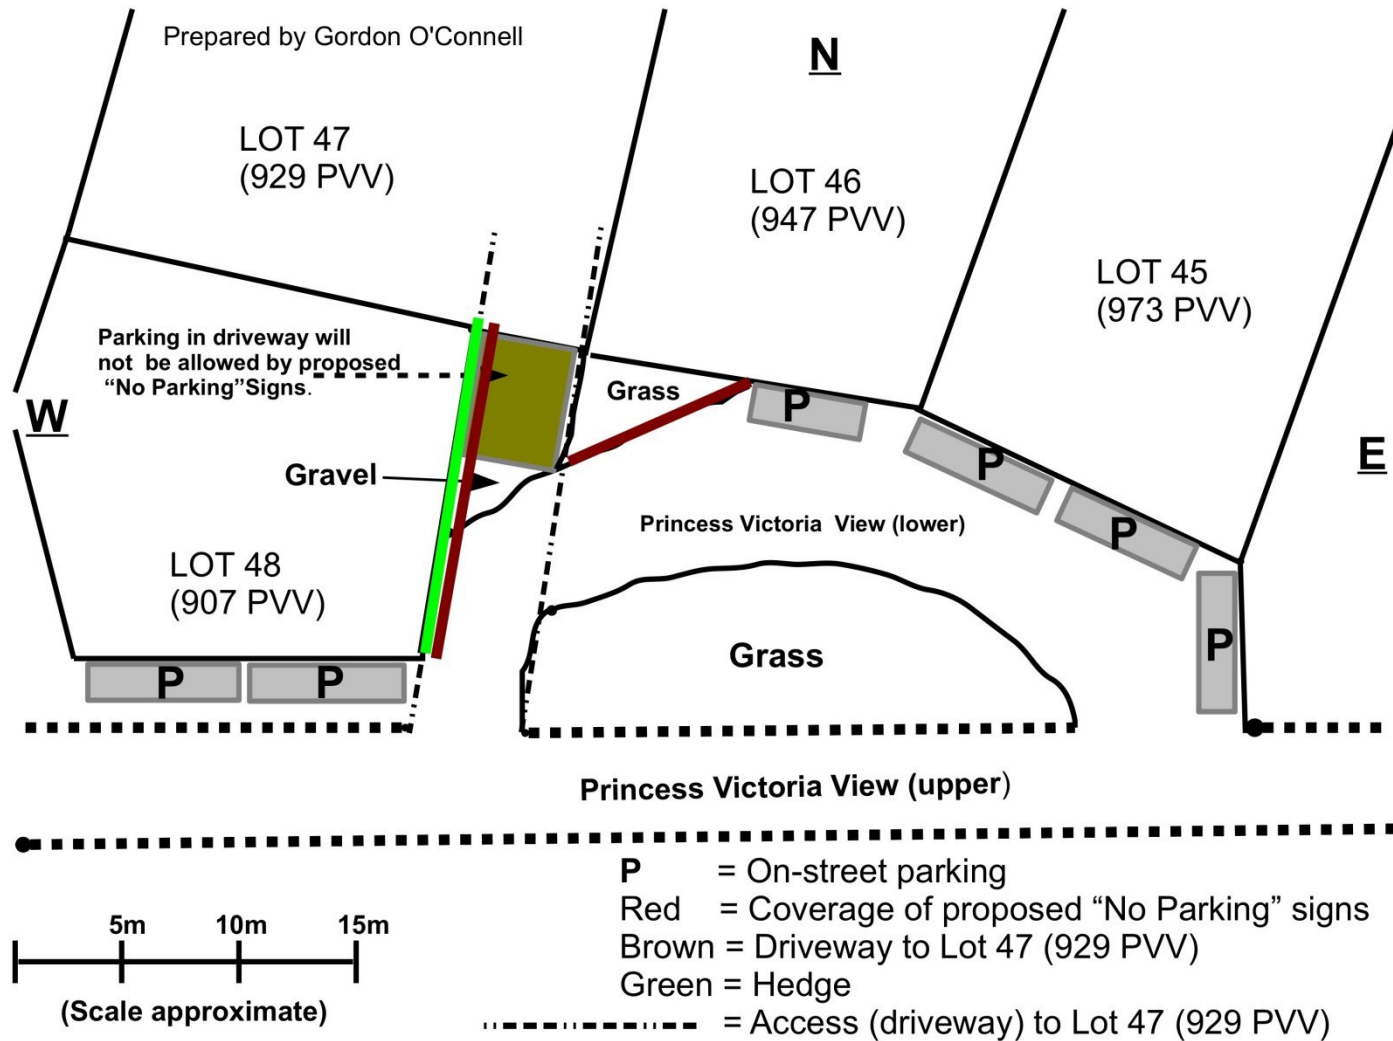 Prepared by Gordon O'Connell
N
LOT 47
(929 PVV)
LOT 46
(947 PVV)
LOT 45
(973 PVV)
Parking in driveway will
not be allowed by proposed
“No Parking”Signs.
Grass
P
W
P
E
Gravel
P
Princess Victoria View (lower)
LOT 48
(907 PVV)
Grass
P
P
P
Princess Victoria View (upper)
P = On-street parking
Red = Coverage of proposed “No Parking” signs
Brown = Driveway to Lot 47 (929 PVV)
Green = Hedge
= Access (driveway) to Lot 47 (929 PVV)
5m 10m 15m
(Scale approximate)